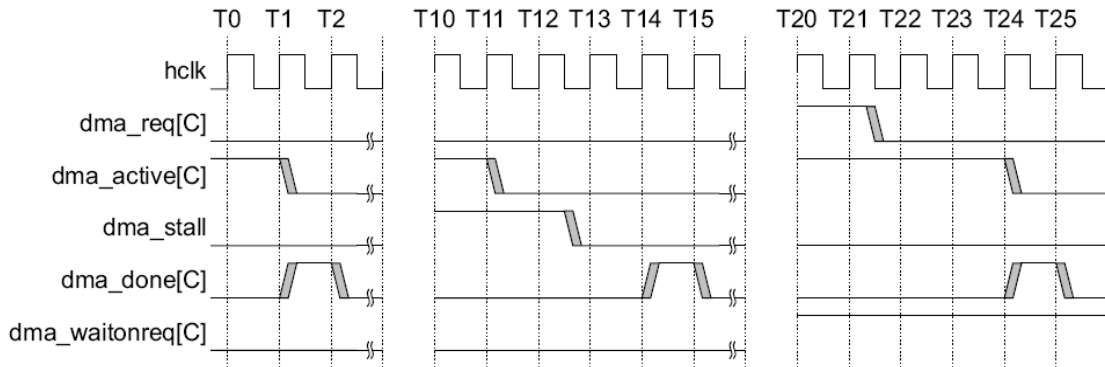 T0 T1 T2 T10 T11 T12 T13 T14 T15 T20 T21 T22 T23 T24 T25
hclk
dma_req[C]
dma_active[C]
dma_stall
dma_done[C]
dma_waitonreq[C]